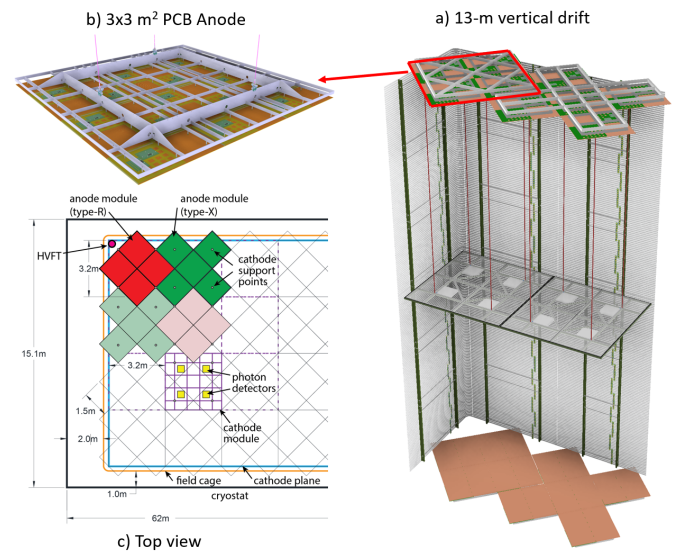 b) 3x3 m² PCB Anode
a) 13-m vertical drift
anode module
(type-R)
anode module
(type-X)
HVFT
3.2m
cathode
support
points
15.1m
3.2m
photon
detectors
1.5m
2.0m
cathode
module
field cage
cathode plane
1.0m
cryostat
62m
c) Top view